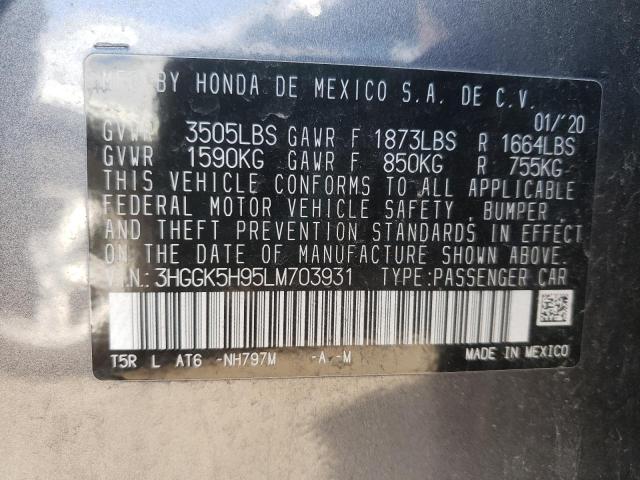 MFD BY HONDA DE MEXICO S.A. DE C.V.
01/'20
GVWR 3505LBS GAWR F 1873LBS R 1664LBS
GVWR 1590KG GAWR F 850KG R 755KG
THIS VEHICLE CONFORMS TO ALL APPLICABLE
FEDERAL MOTOR VEHICLE SAFETY , BUMPER ,
AND THEFT PREVENTION STANDARDS IN EFFECT
ON THE DATE OF MANUFACTURE SHOWN ABOVE.
V.I.N.: 3HGGK5H95LM703931 TYPE:PASSENGER CAR
T5R L AT6 -NH797M -A -M MADE IN MEXICO